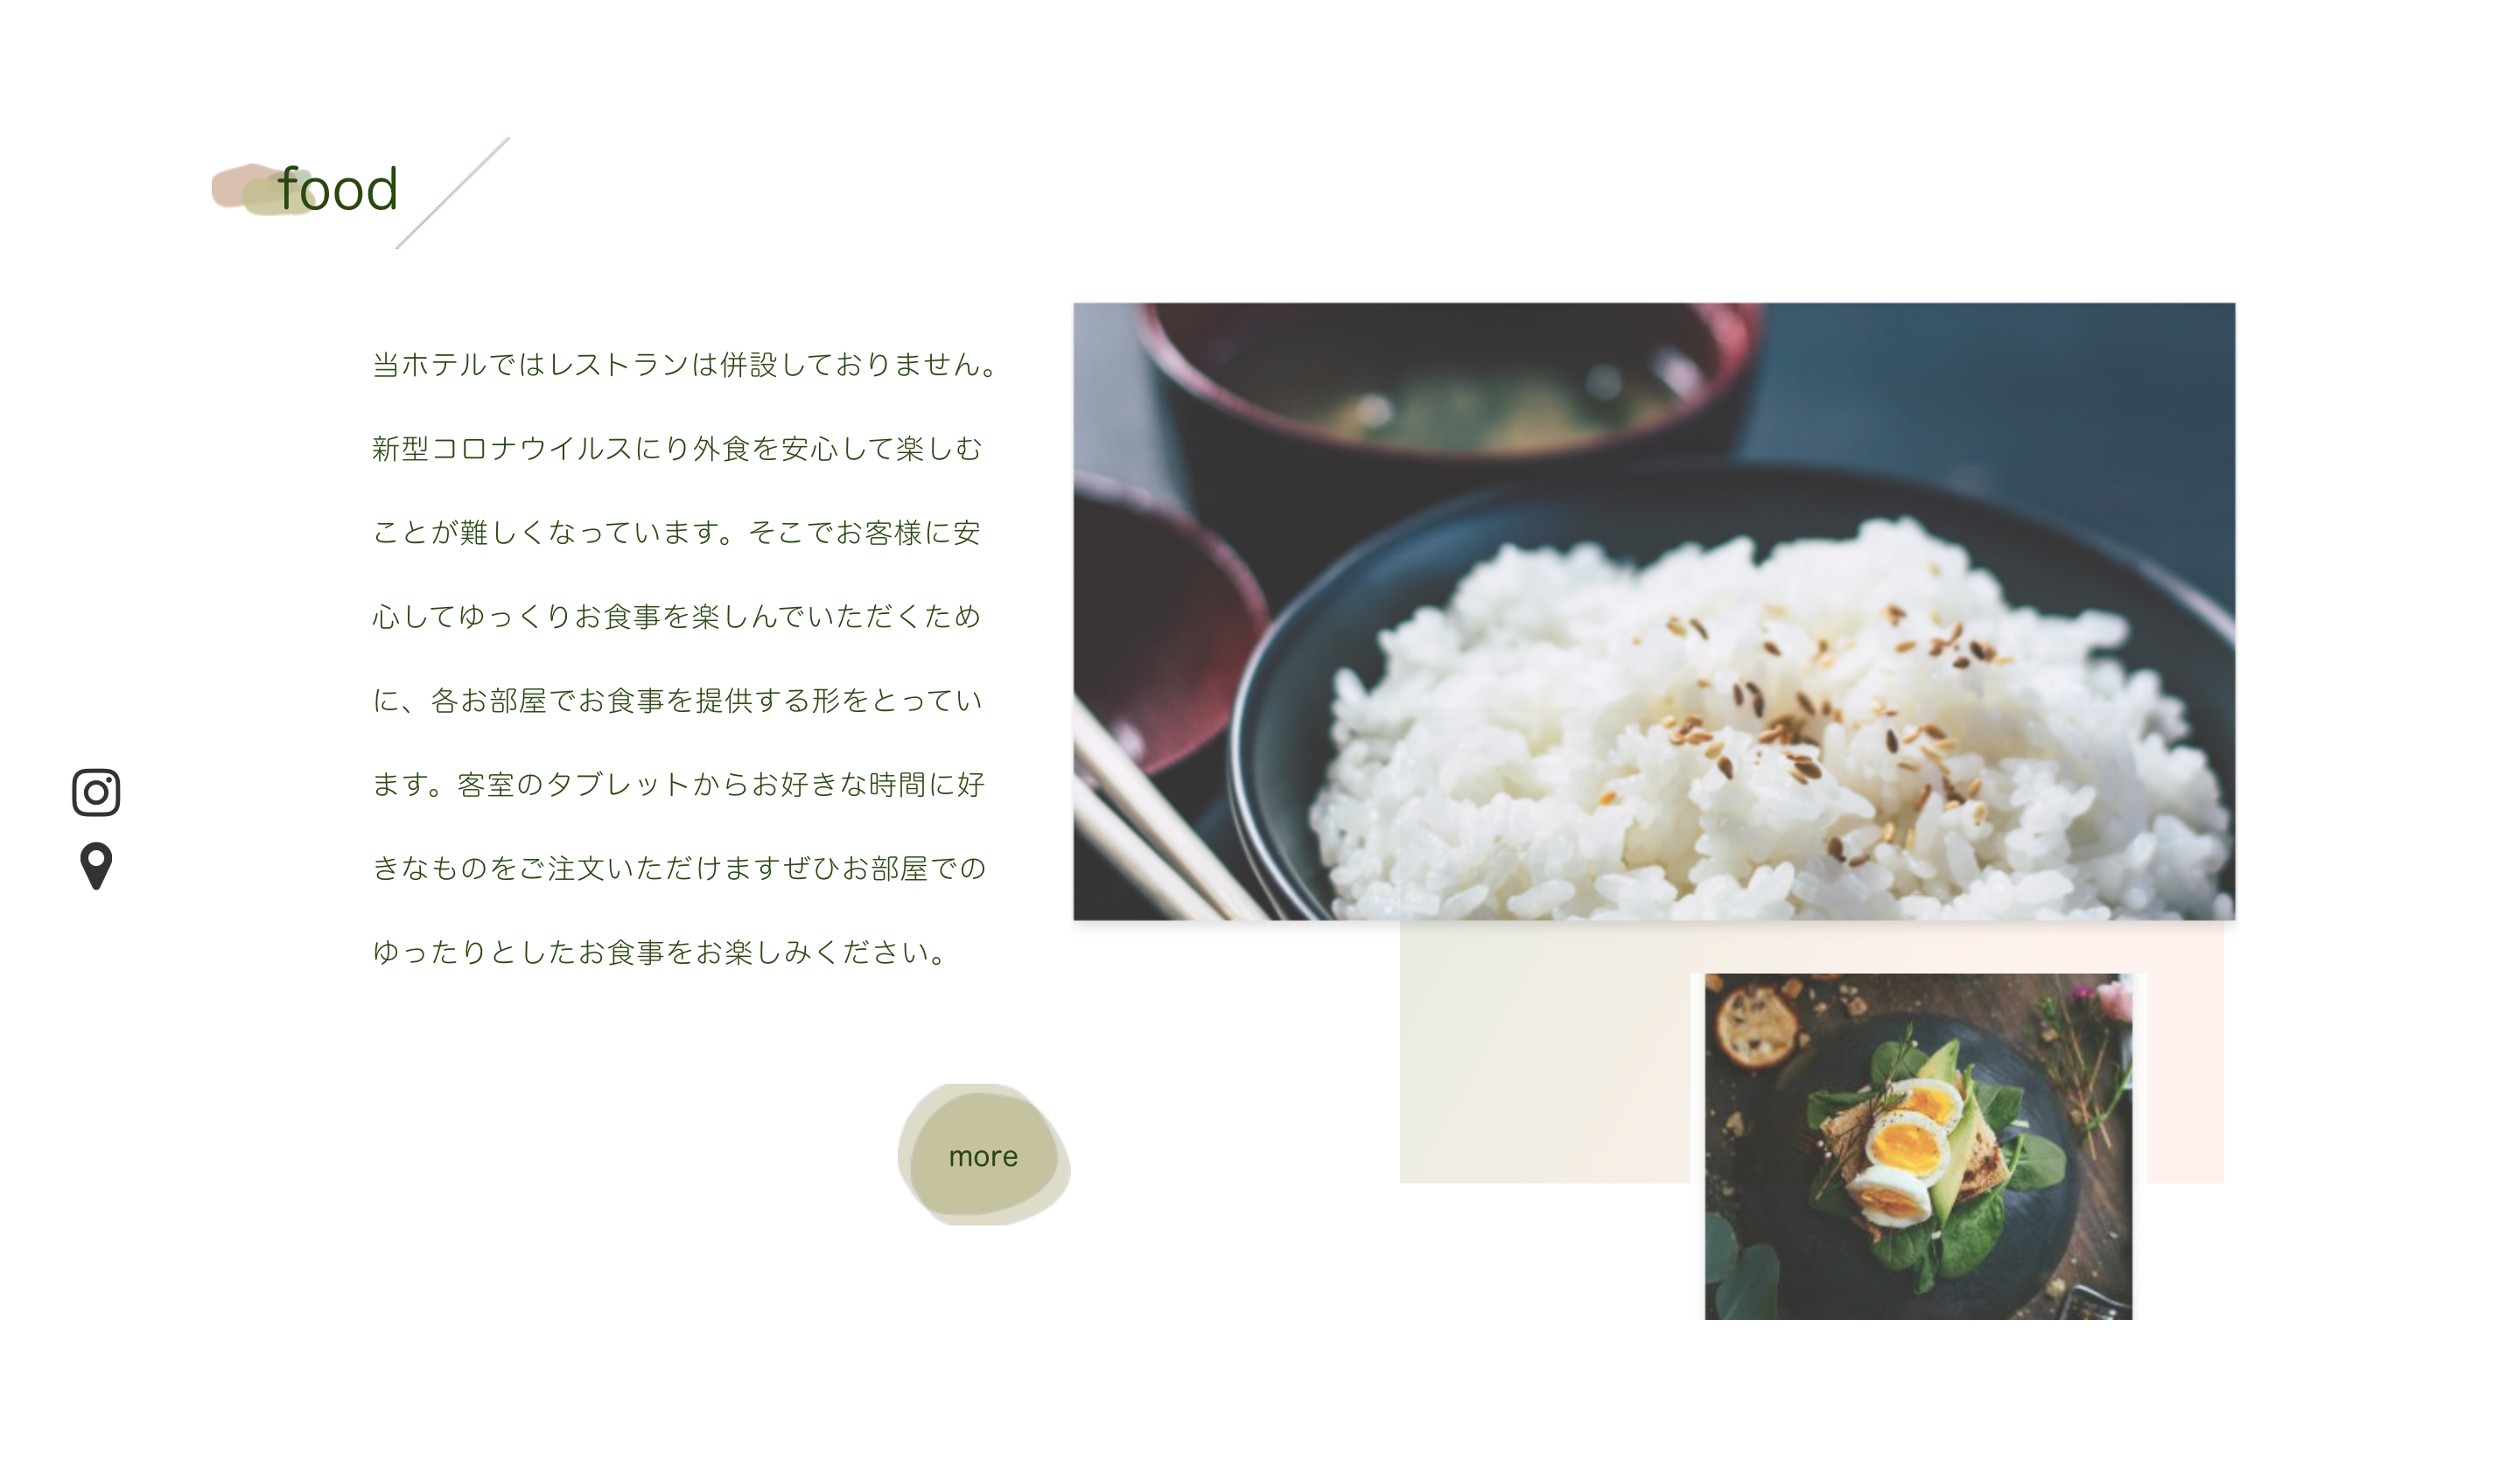 food
当ホテルではレストランは併設しておりません。
新型コロナウイルスにり外食を安心して楽しむ
ことが難しくなっています。そこでお客様に安
心してゆっくりお食事を楽しんでいただくため
に、各お部屋でお食事を提供する形をとってい
ます。客室のタブレットからお好きな時間に好
きなものをご注文いただけますぜひお部屋での
ゆったりとしたお食事をお楽しみください。
more